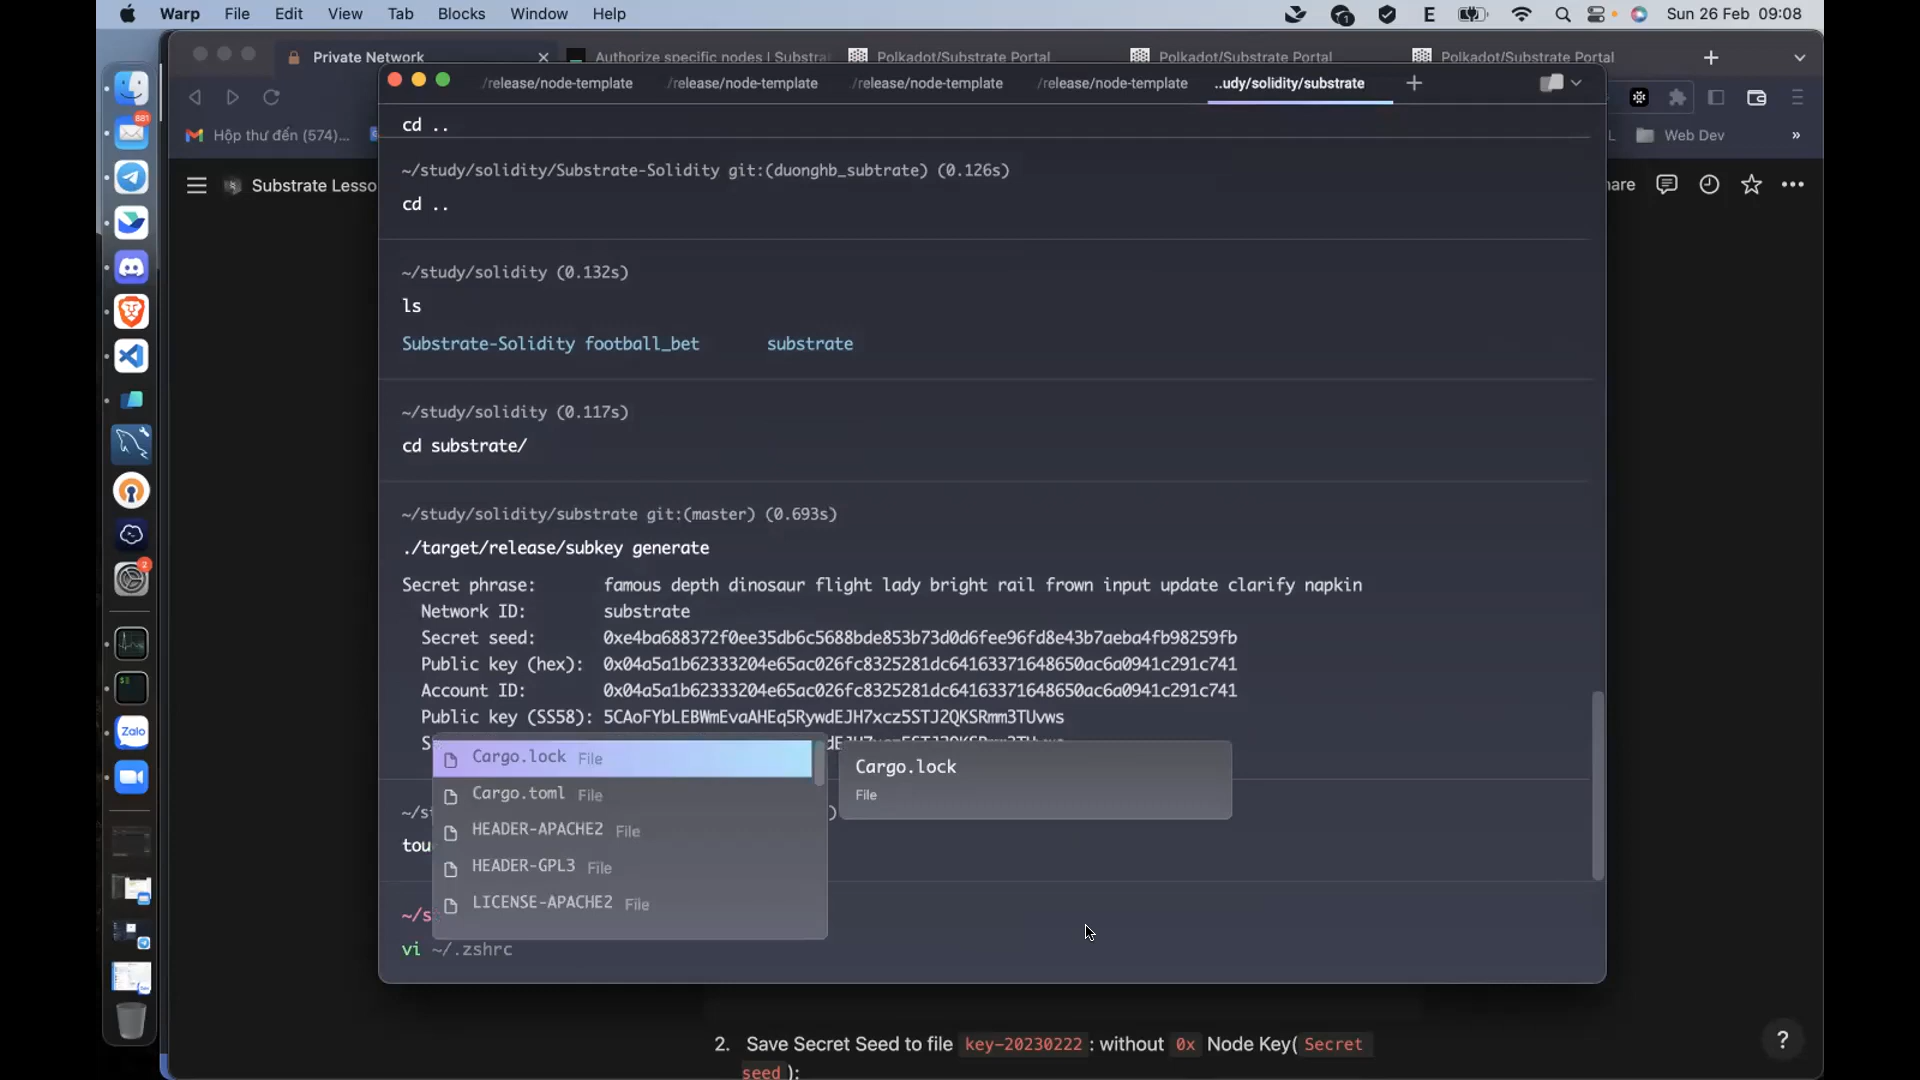 Warp File Edit View Tab Blocks Window Help
E
Sun 26 Feb 09:08
Private Network
Authorize specific nodes | Substra
Polkadot/Substrate Portal
Polkadot/Substrate Portal
Polkadot/Substrate Portal
/release/node-template
/release/node-template
/release/node-template
/release/node-template
..udy/solidity/substrate
Hộp thư đến (574)...
Web Dev
»
Substrate Lesso
hare
cd ..
~/study/solidity/Substrate-Solidity git:(duonghb_subtrate) (0.126s)
cd ..
~/study/solidity (0.132s)
ls
Substrate-Solidity football_bet substrate
~/study/solidity (0.117s)
cd substrate/
~/study/solidity/substrate git:(master) (0.693s)
./target/release/subkey generate
Secret phrase: famous depth dinosaur flight lady bright rail frown input update clarify napkin
Network ID: substrate
Secret seed: 0xe4ba688372f0ee35db6c5688bde853b73d0d6fee96fd8e43b7aeba4fb98259fb
Public key (hex): 0x04a5a1b62333204e65ac026fc8325281dc64163371648650ac6a0941c291c741
Account ID: 0x04a5a1b62333204e65ac026fc8325281dc64163371648650ac6a0941c291c741
Public key (SS58): 5CAoFYbLEBWmEvaAHEq5RywdEJH7xcz5STJ2QKSRmm3TUvws
Cargo.lock File
Cargo.lock
File
Cargo.toml File
HEADER-APACHE2 File
HEADER-GPL3 File
LICENSE-APACHE2 File
~/st
)
tou
~/s
vi ~/.zshrc
2. Save Secret Seed to file key-20230222 : without 0x Node Key( Secret
seed ):
?
681
2
Zalo